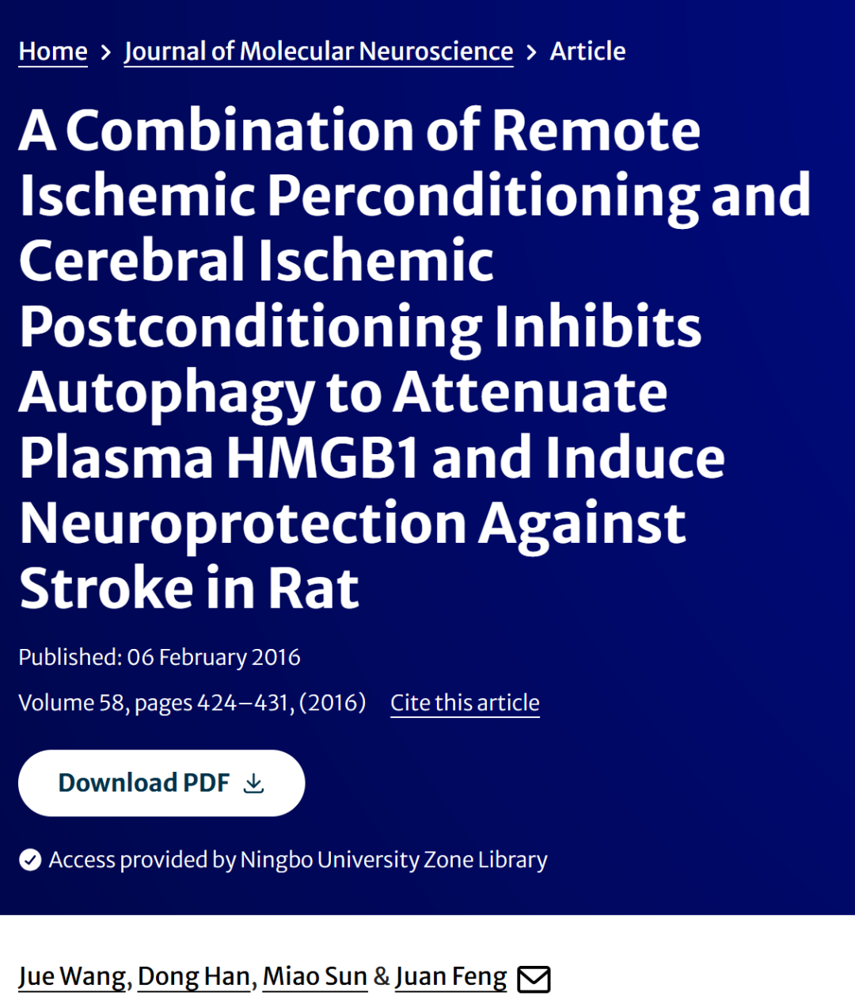 Home > Journal of Molecular Neuroscience > Article
A Combination of Remote
Ischemic Perconditioning and
Cerebral Ischemic
Postconditioning Inhibits
Autophagy to Attenuate
Plasma HMGB1 and Induce
Neuroprotection Against
Stroke in Rat
Published: 06 February 2016
Volume 58, pages 424–431, (2016) Cite this article
Download PDF
Access provided by Ningbo University Zone Library
Jue Wang, Dong Han, Miao Sun & Juan Feng